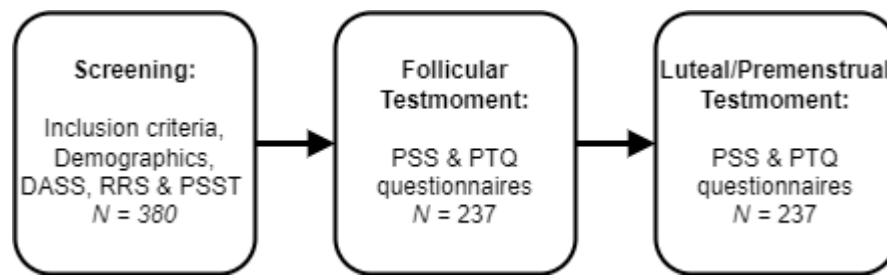 Screening:
Inclusion criteria,
Demographics,
DASS, RRS & PSST
N = 380
Follicular
Testmoment:
PSS & PTQ
questionnaires
N = 237
Luteal/Premenstrual
Testmoment:
PSS & PTQ
questionnaires
N = 237